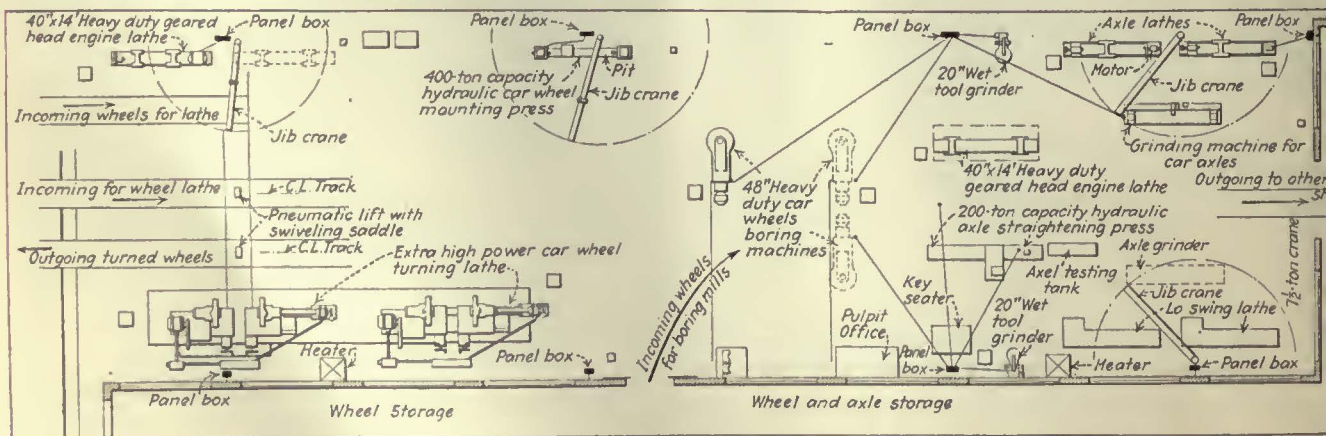 40"x14' Heavy duty
geared
head engine lathe
Panel box
Incoming wheels for lathe
Jib crane
Incoming for wheel lathe
C.L. Track
Pneumatic lift with
swiveling saddle
C.L. Track
Outgoing turned wheels
Extra high power car wheel
turning lathe
Heater
Panel box
Panel box
Wheel Storage
Panel box
400-ton capacity
hydraulic car wheel
mounting press
Pit
Jib crane
Incoming wheels
for boring mills
48" Heavy
duty car
wheels
boring
machines
Panel box
20" Wet
tool grinder
Axle lathes
Panel box
Motor
Jib crane
Grinding machine for
car axles
40"x14' Heavy duty
geared head engine lathe
Outgoing to other
200-ton capacity hydraulic
axle straightening press
Axel testing
tank
Axle grinder
7½-ton crane
Key
seater
20" Wet
tool
grinder
Jib crane
Lo swing lathe
Pulpit
Office
Panel
box
Heater
Panel box
Wheel and axle storage